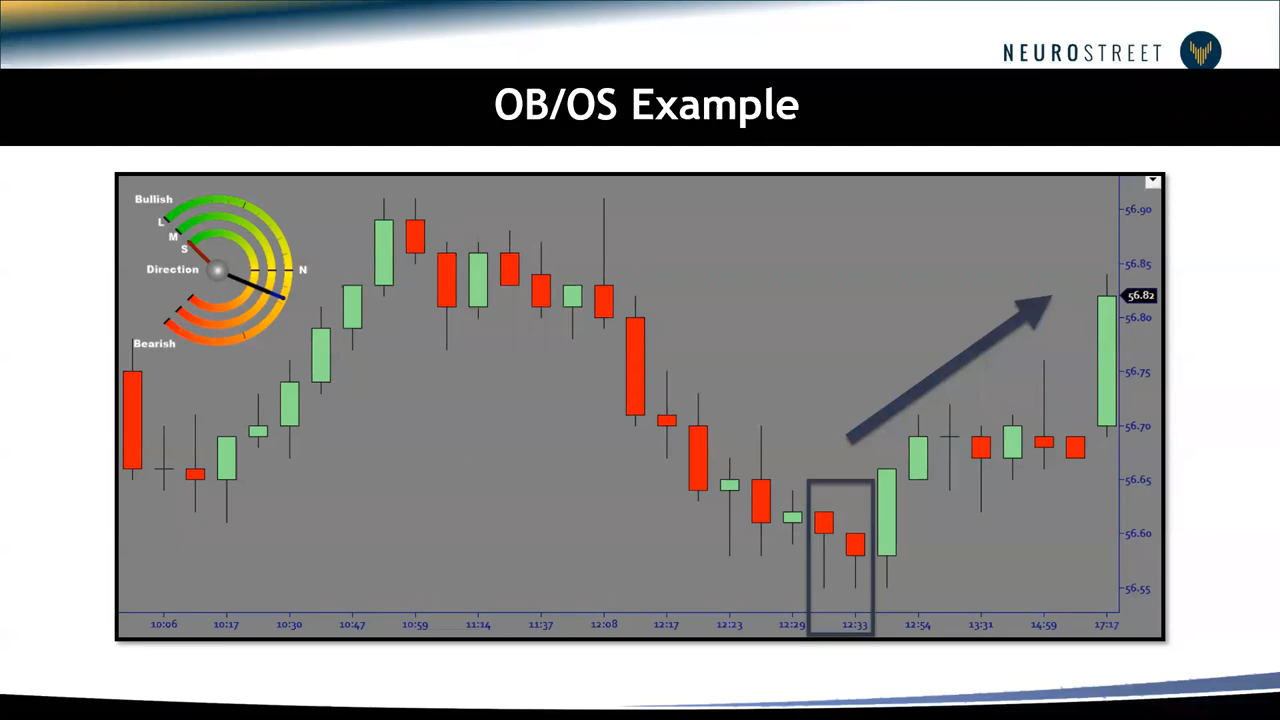 NEUROSTREET
OB/OS Example
Bullish
L
M
S
Direction
N
Bearish
56.90
56.85
56.82
56.80
56.75
56.70
56.65
56.60
56.55
10:06 10:17 10:30 10:47 10:59 11:14 11:37 12:08 12:17 12:23 12:29 12:33 12:54 13:31 14:59 17:17